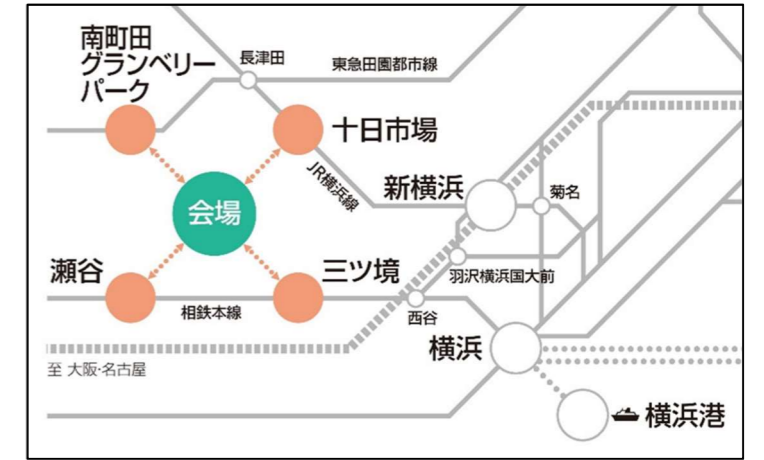 南町田
グランベリー
パーク
長津田
東急田園都市線
十日市場
JR横浜線
新横浜
菊名
会場
瀬谷
三ツ境
羽沢横浜国大前
相鉄本線
西谷
横浜
至 大阪・名古屋
横浜港